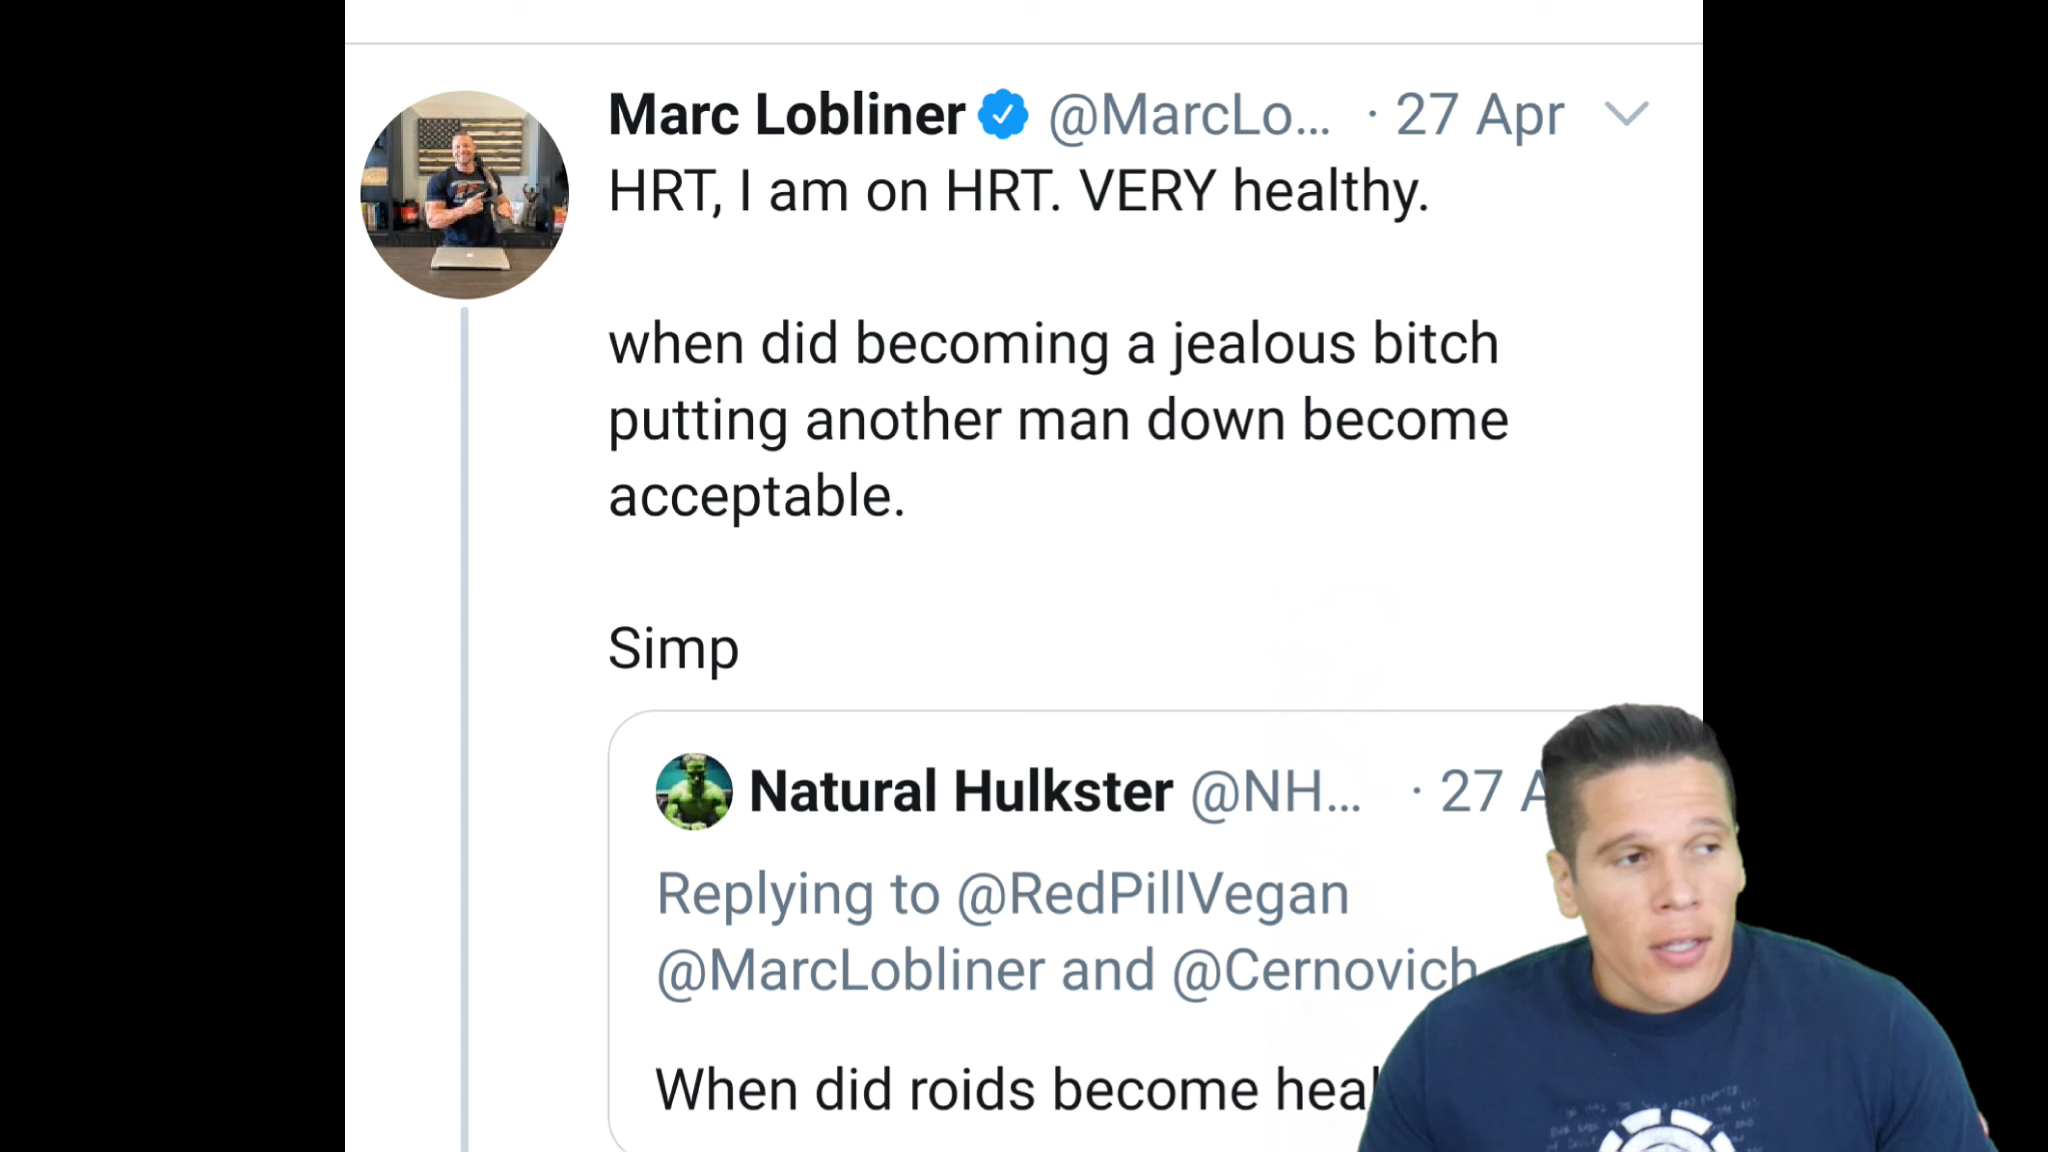 Marc Lobliner @MarcLo... · 27 Apr
HRT, I am on HRT. VERY healthy.
when did becoming a jealous bitch
putting another man down become
acceptable.
Simp
Natural Hulkster @NH... · 27
Replying to @RedPillVegan
@MarcLobliner and @Cernovich
When did roids become